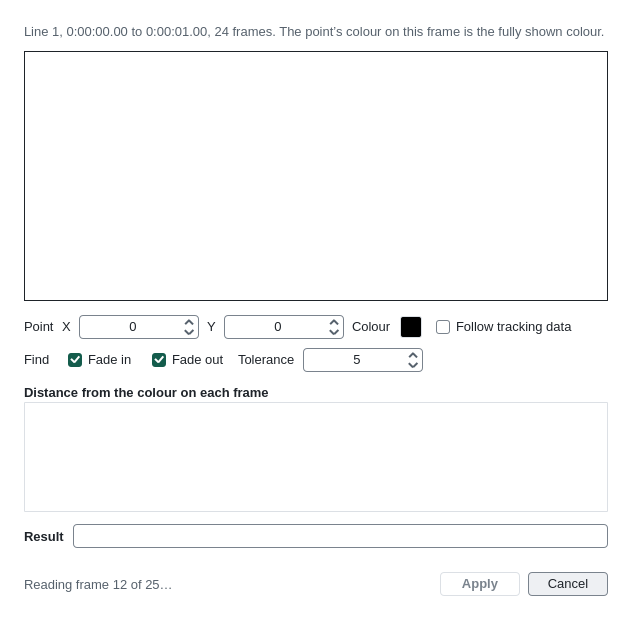 Line 1, 0:00:00.00 to 0:00:01.00, 24 frames. The point's colour on this frame is the fully shown colour.
Point X 0 Y 0 Colour Follow tracking data
Find Fade in Fade out Tolerance 5
Distance from the colour on each frame
Result
Reading frame 12 of 25… Apply Cancel